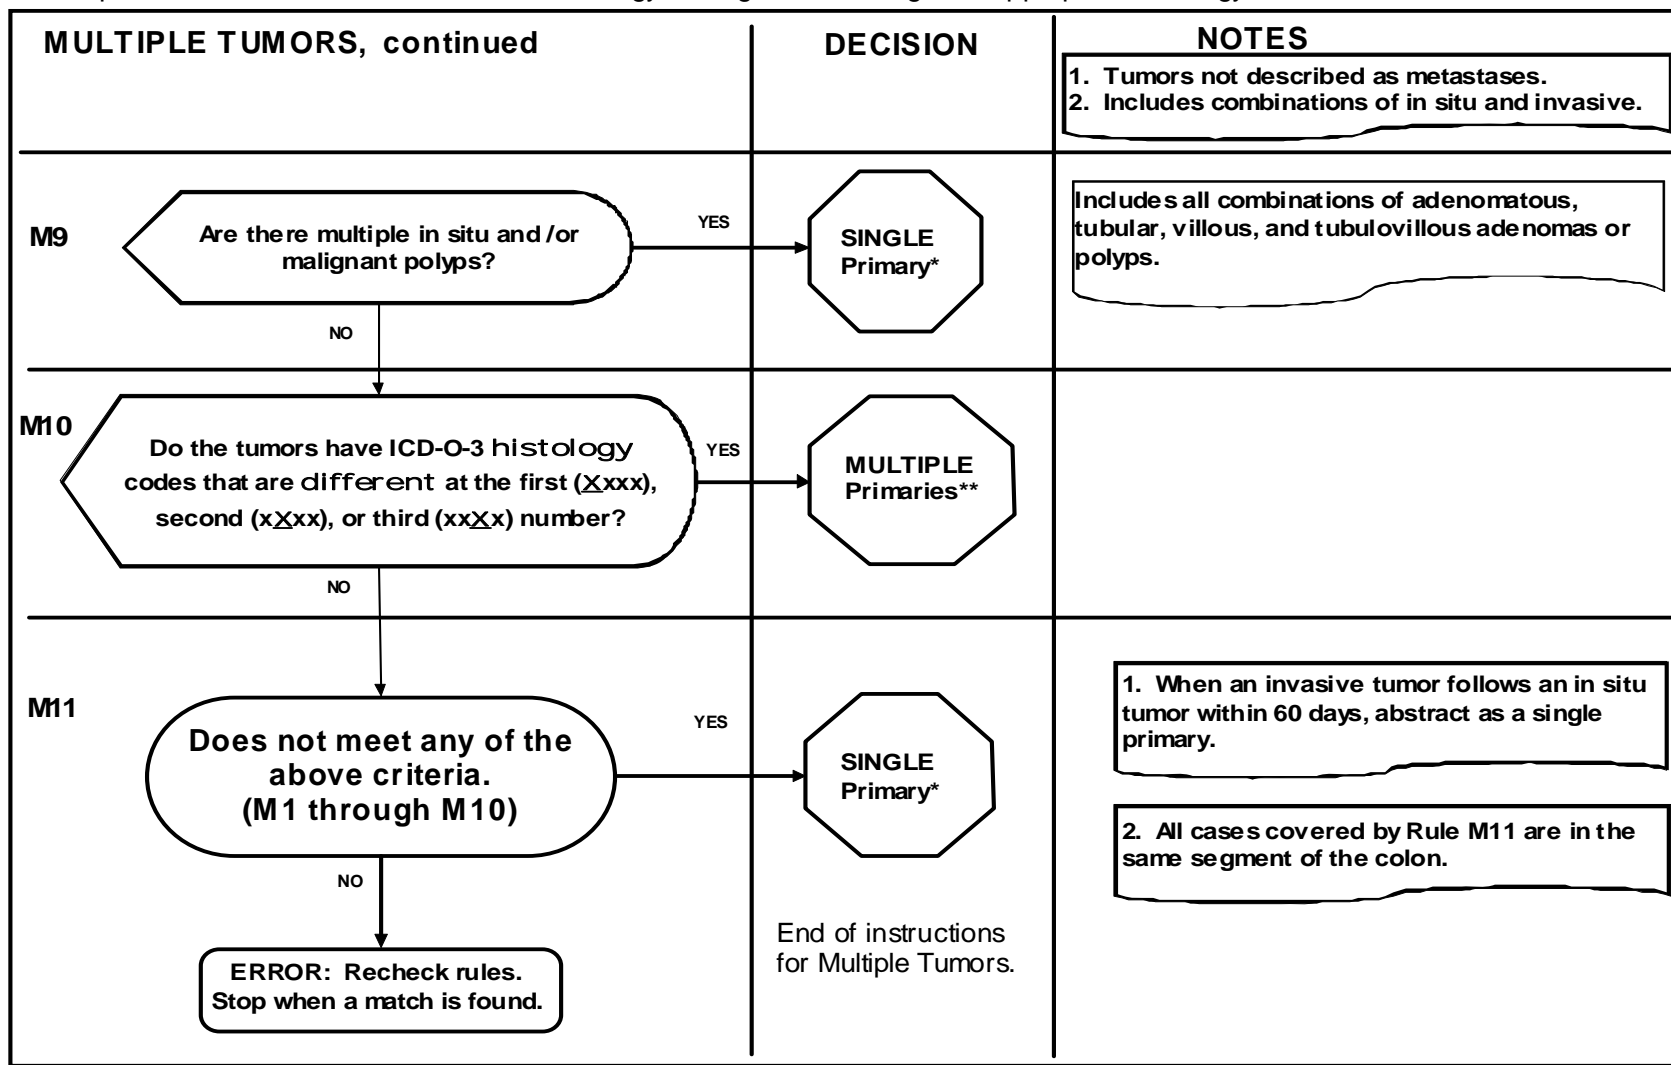 MULTIPLE TUMORS, continued
DECISION
NOTES
1. Tumors not described as metastases.
2. Includes combinations of in situ and invasive.
M9
Are there multiple in situ and /or
malignant polyps?
YES
NO
SINGLE
Primary*
Includes all combinations of adenomatous,
tubular, villous, and tubulovillous adenomas or
polyps.
M10
Do the tumors have ICD-O-3 histology
codes that are different at the first (Xxxx),
second (xXxx), or third (xxXx) number?
YES
NO
MULTIPLE
Primaries**
M11
Does not meet any of the
above criteria.
(M1 through M10)
YES
NO
SINGLE
Primary*
1. When an invasive tumor follows an in situ
tumor within 60 days, abstract as a single
primary.
2. All cases covered by Rule M11 are in the
same segment of the colon.
ERROR: Recheck rules.
Stop when a match is found.
End of instructions
for Multiple Tumors.